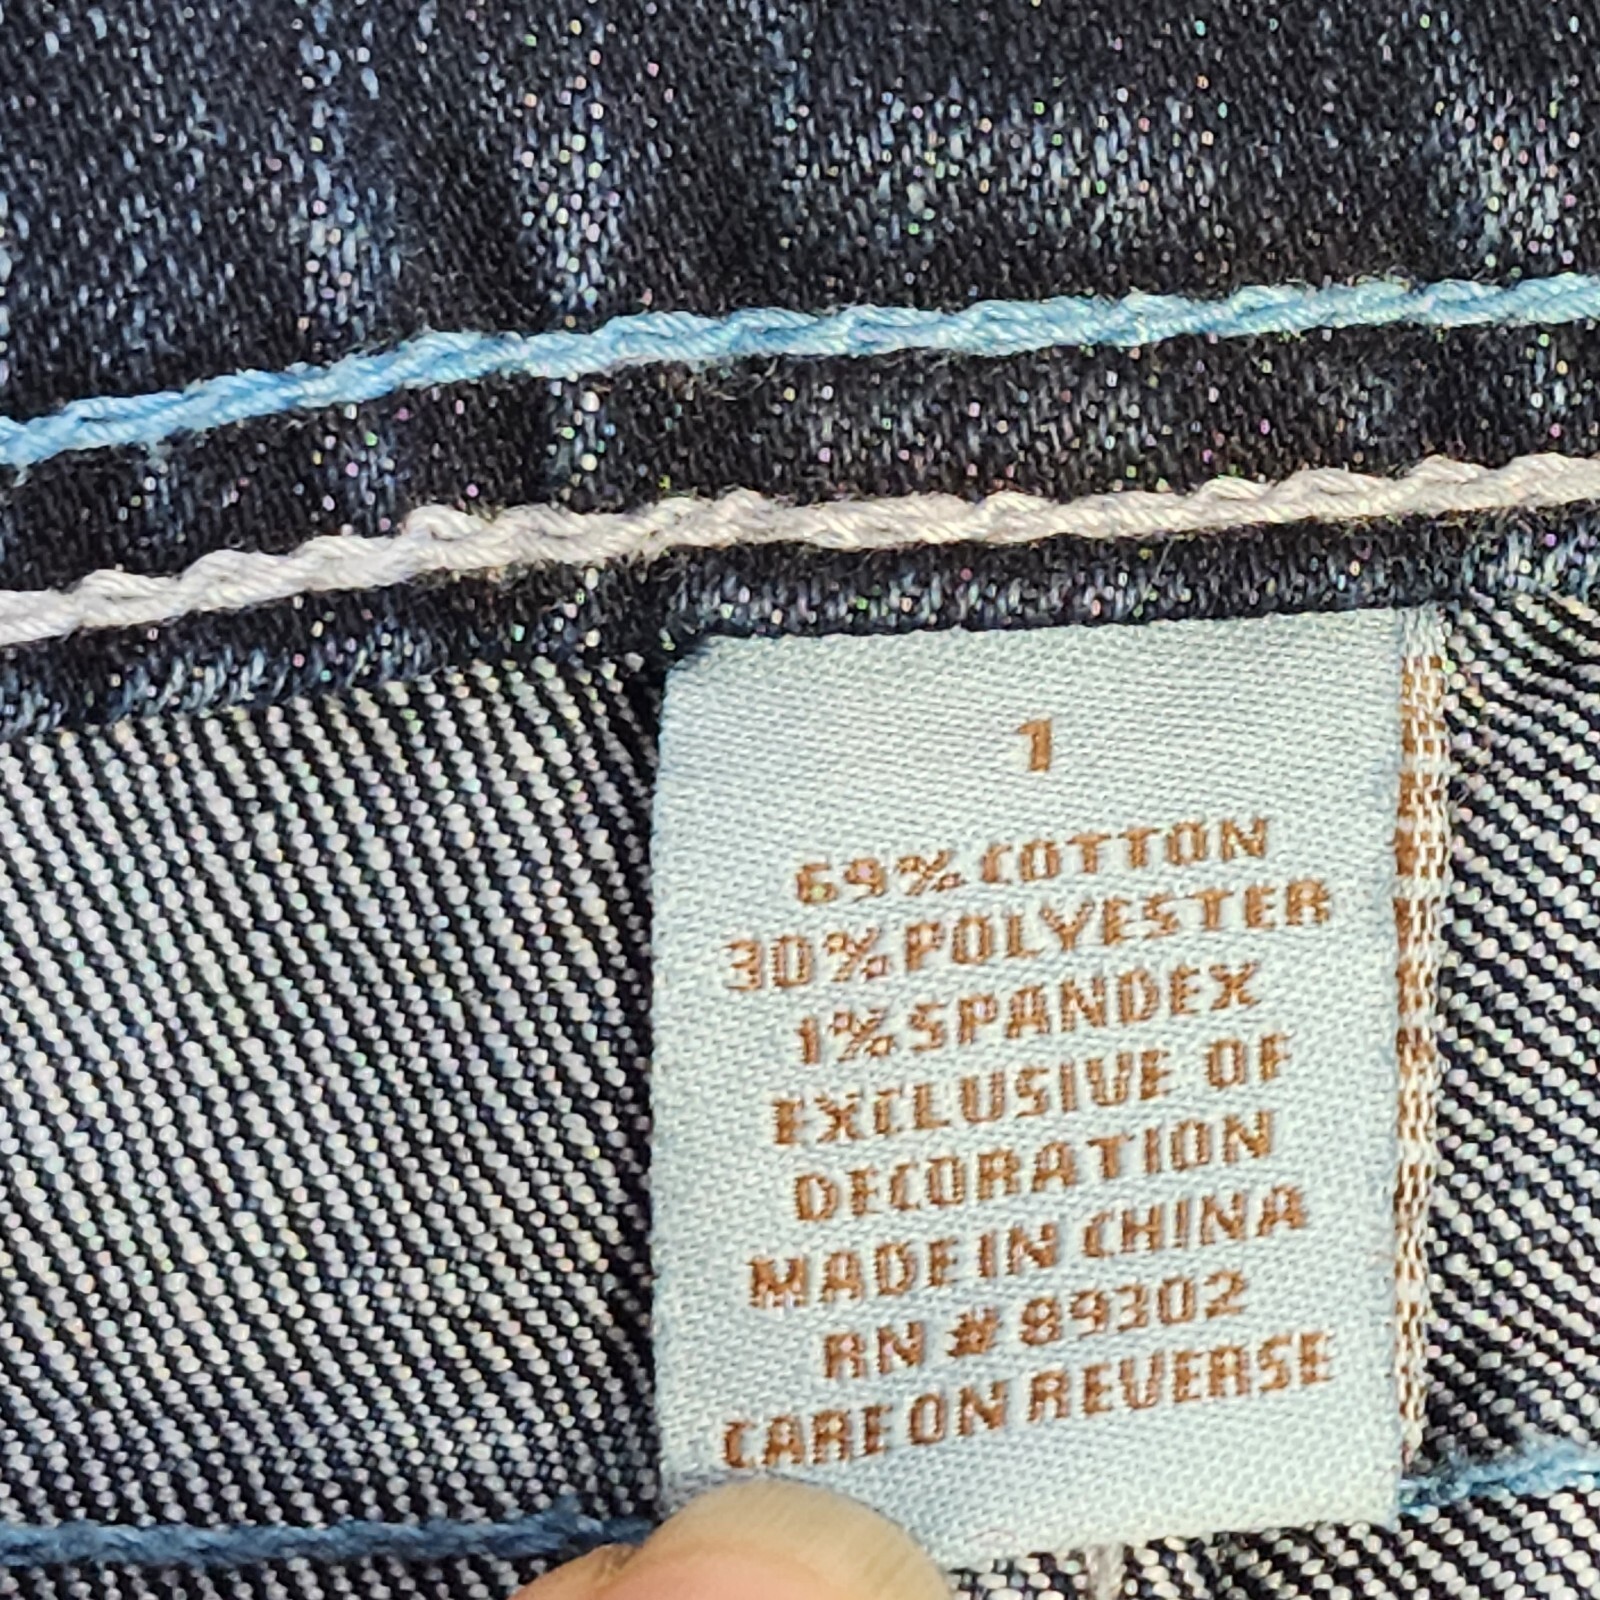 1
69% COTTON
30% POLYESTER
1% SPANDEX
EXCLUSIVE OF
DECORATION
MADE IN CHINA
RN # 89302
CARE ON REVERSE